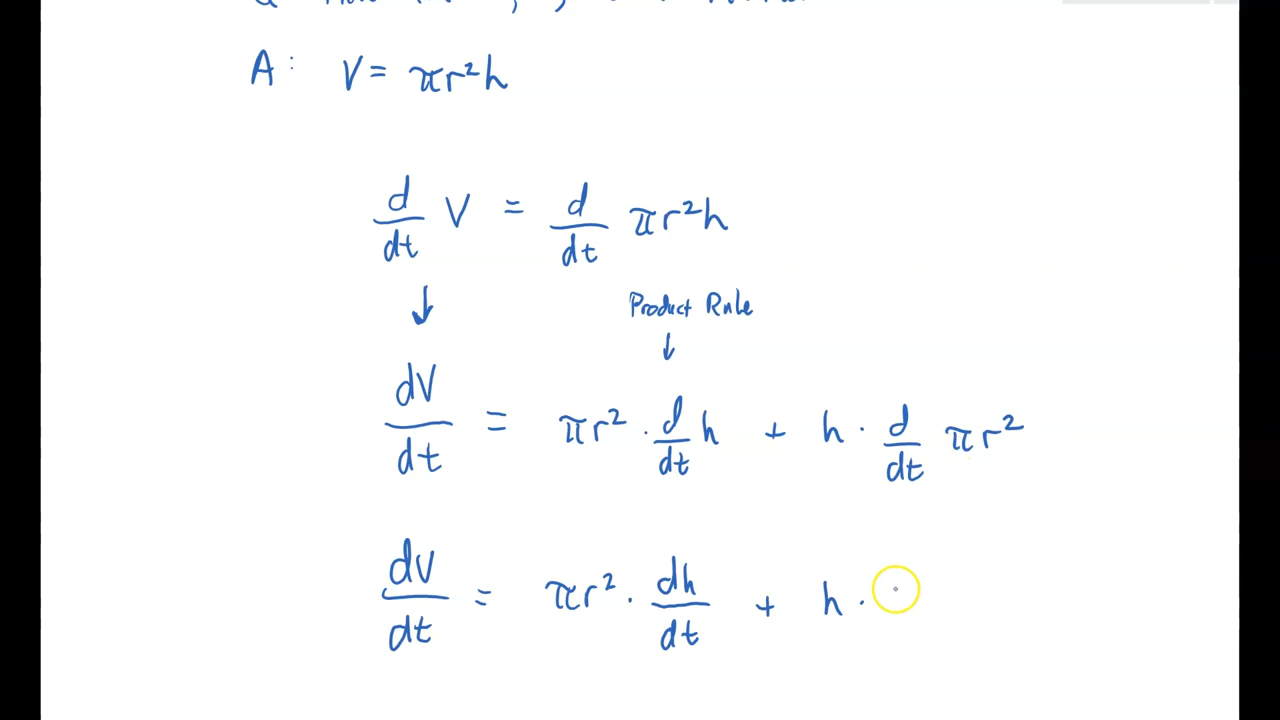 A: V = πr²h
d/dt V = d/dt πr²h
↓ Product Rule
↓
dV/dt = πr² · d/dt h + h · d/dt πr²
dV/dt = πr² · dh/dt + h ·